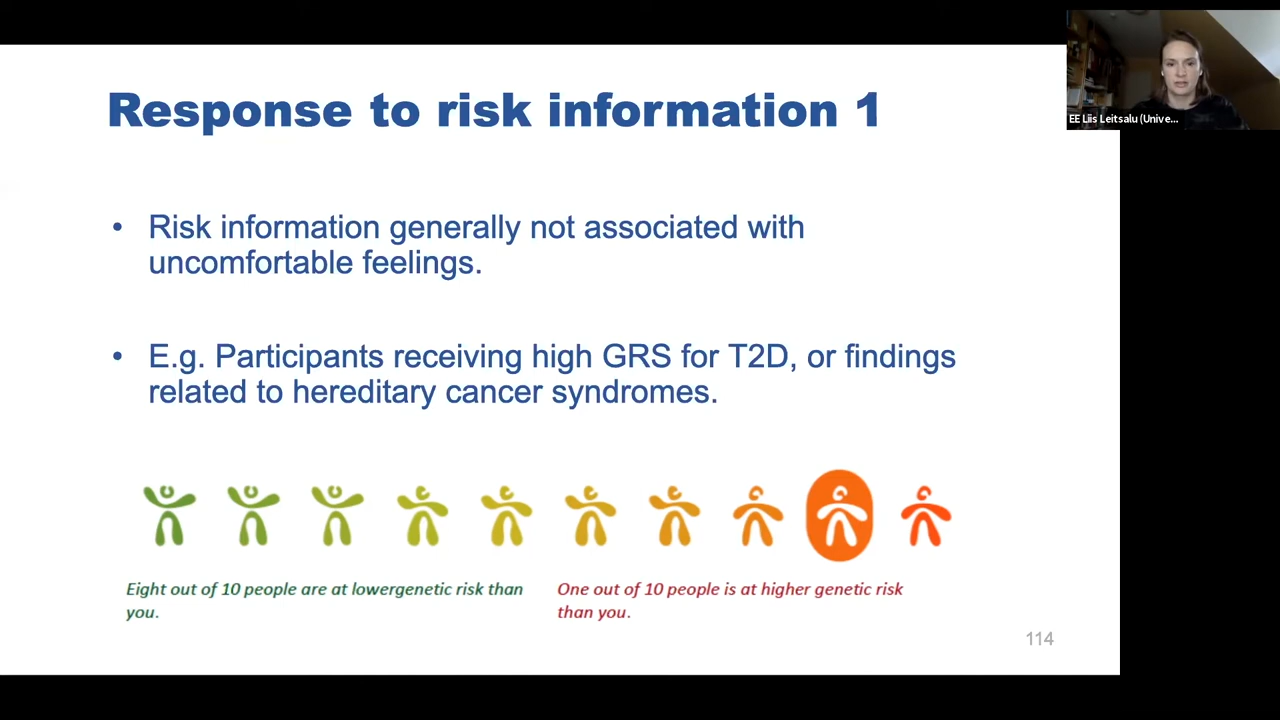 Response to risk information 1
EE Liis Leitsalu (Unive...
• Risk information generally not associated with
uncomfortable feelings.
• E.g. Participants receiving high GRS for T2D, or findings
related to hereditary cancer syndromes.
Eight out of 10 people are at lowergenetic risk than
you.
One out of 10 people is at higher genetic risk
than you.
114